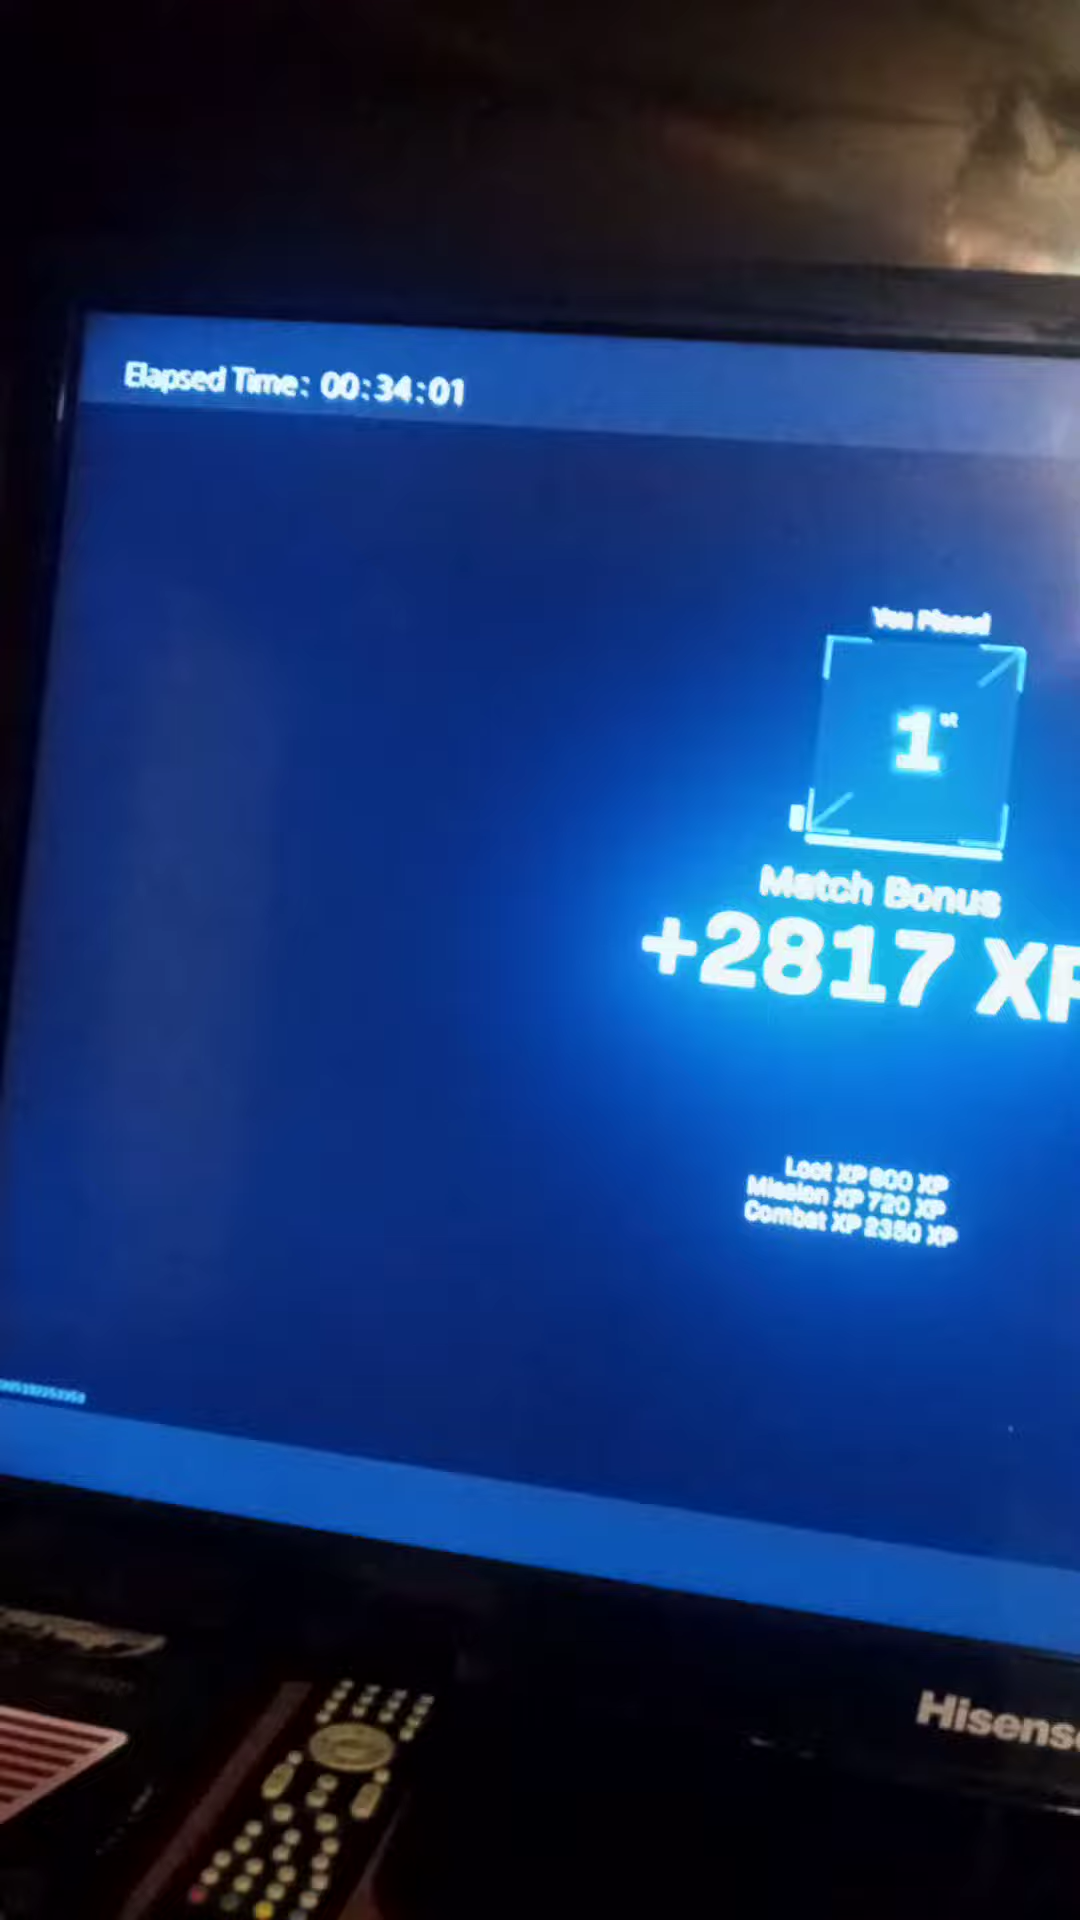 Elapsed Time: 00:34:01
You Placed
1st
Match Bonus
+2817 XP
Loot XP 800 XP
Mission XP 720 XP
Combat XP 2350 XP
Hisense